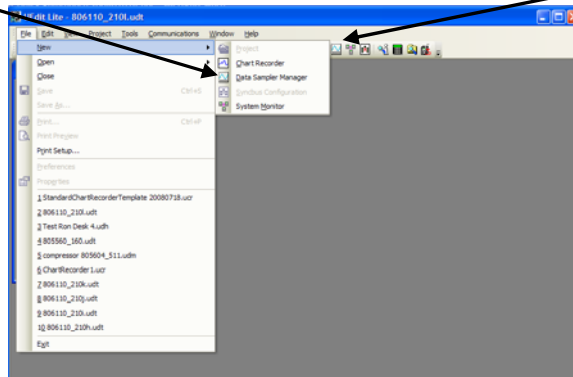 UEdit Lite - 806110_210l.udt
File Edit View Project Tools Communications Window Help
New
Project
Chart Recorder
Open
Close
Data Sampler Manager
Save Ctrl+S
Syncbus Configuration
Save As...
System Monitor
Print... Ctrl+P
Print Preview
Print Setup...
Preferences
Properties
1 StandardChartRecorderTemplate 20080718.ucr
2 806110_210l.udt
3 Test Ron Desk 4.udh
4 805560_160.udt
5 compressor 805604_511.udm
6 ChartRecorder1.ucr
7 806110_210k.udt
8 806110_210j.udt
9 806110_210i.udt
10 806110_210h.udt
Exit